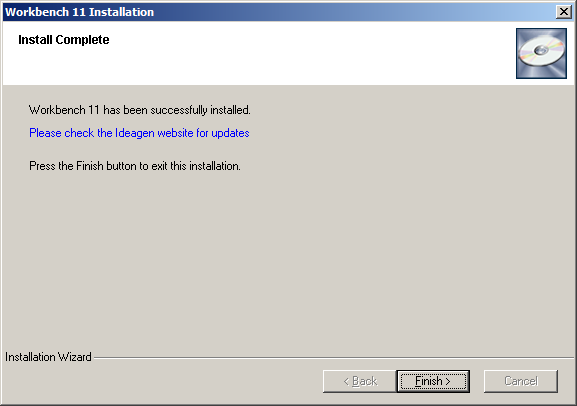 Workbench 11 Installation
Install Complete
Workbench 11 has been successfully installed.
Please check the Ideagen website for updates
Press the Finish button to exit this installation.
Installation Wizard
< Back Finish > Cancel